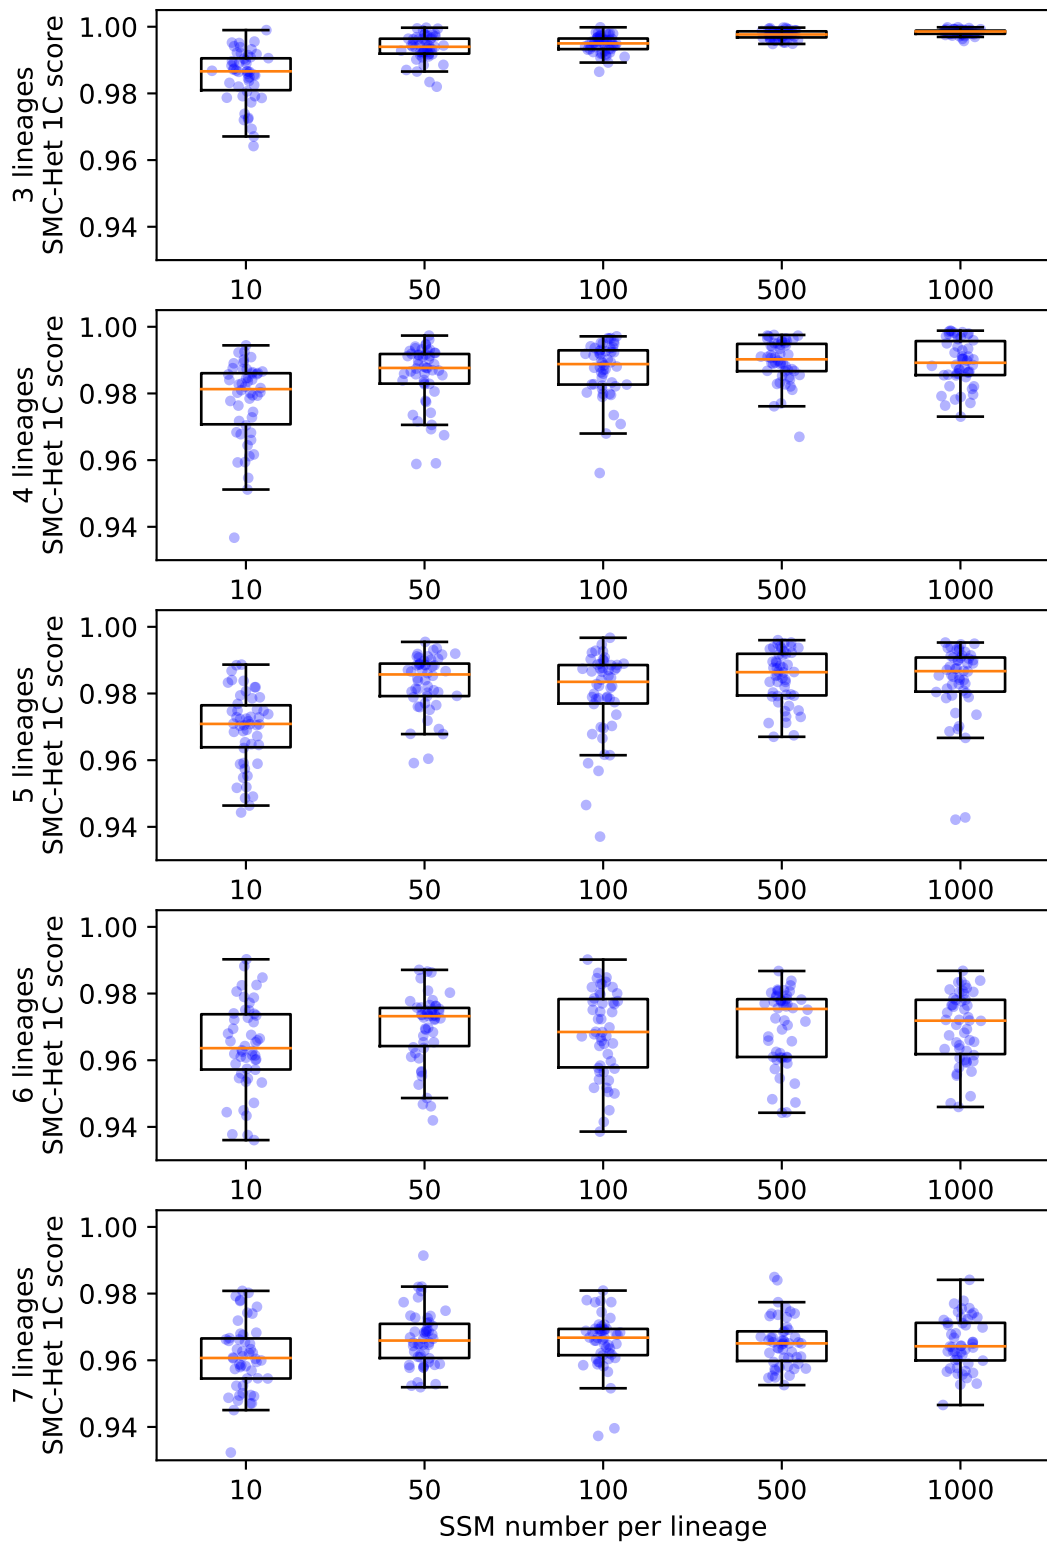 3 lineages
SMC-Het 1C score
1.00
0.98
0.96
0.94
10 50 100 500 1000
4 lineages
SMC-Het 1C score
1.00
0.98
0.96
0.94
10 50 100 500 1000
5 lineages
SMC-Het 1C score
1.00
0.98
0.96
0.94
10 50 100 500 1000
6 lineages
SMC-Het 1C score
1.00
0.98
0.96
0.94
10 50 100 500 1000
7 lineages
SMC-Het 1C score
1.00
0.98
0.96
0.94
10 50 100 500 1000
SSM number per lineage